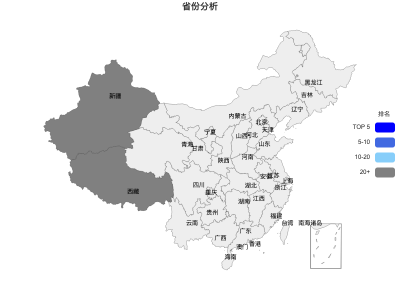 省份分析
黑龙江
吉林
辽宁
新疆
内蒙古
北京
天津
宁夏
山西
河北
山东
青海
甘肃
陕西
河南
西藏
四川
重庆
湖北
安徽
江苏
上海
浙江
湖南
江西
贵州
云南
福建
台湾
南海诸岛
广西
广东
香港
澳门
海南
排名
TOP 5
5-10
10-20
20+